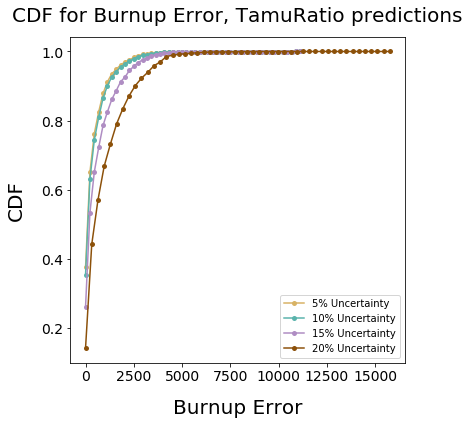 CDF for Burnup Error, TamuRatio predictions
1.0
0.8
0.6
0.4
0.2
CDF
0 2500 5000 7500 10000 12500 15000
Burnup Error
5% Uncertainty
10% Uncertainty
15% Uncertainty
20% Uncertainty